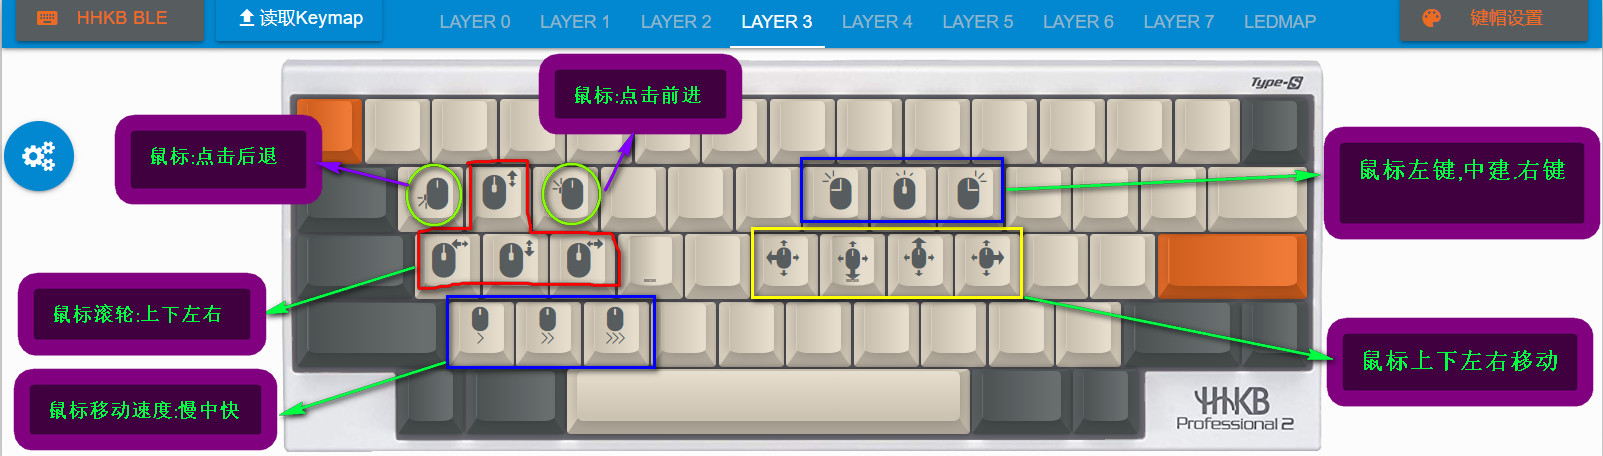 HHKB BLE
读取Keymap
LAYER 0
LAYER 1
LAYER 2
LAYER 3
LAYER 4
LAYER 5
LAYER 6
LAYER 7
LEDMAP
键帽设置
Type-S
鼠标:点击前进
鼠标:点击后退
鼠标左键,中建.右键
鼠标滚轮:上下左右
鼠标上下左右移动
鼠标移动速度:慢中快
HHKB
Professional 2